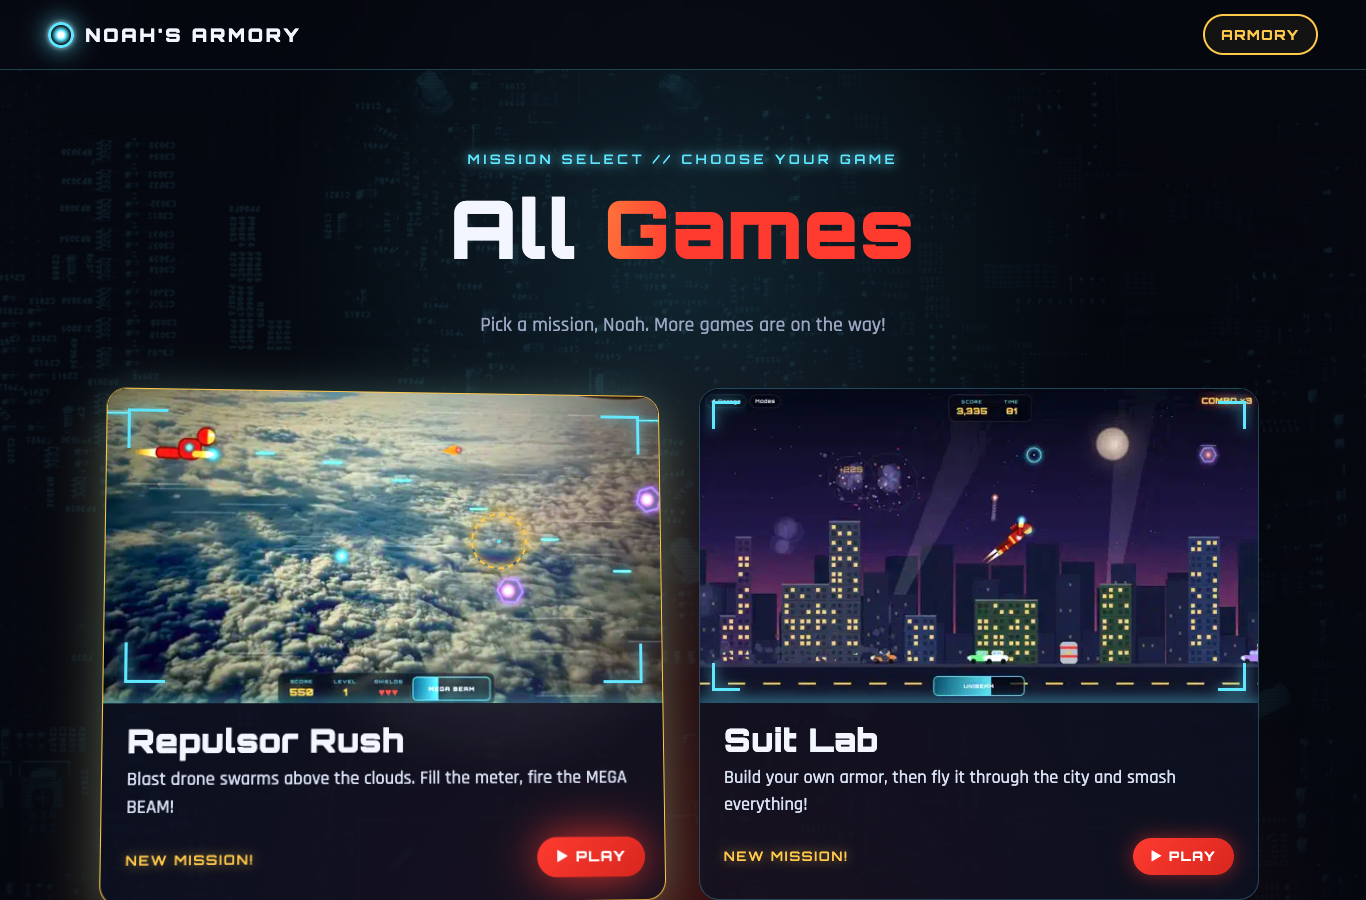 NOAH'S ARMORY
ARMORY
MISSION SELECT // CHOOSE YOUR GAME
All Games
Pick a mission, Noah. More games are on the way!
SCORE
550
LEVEL
1
SHIELDS
♥♥♥
MEGA BEAM
Modes
SCORE
3,335
TIME
81
COMBO x3
+225
UNIBEAM
Repulsor Rush
Blast drone swarms above the clouds. Fill the meter, fire the MEGA
BEAM!
NEW MISSION!
▶ PLAY
Suit Lab
Build your own armor, then fly it through the city and smash
everything!
NEW MISSION!
▶ PLAY